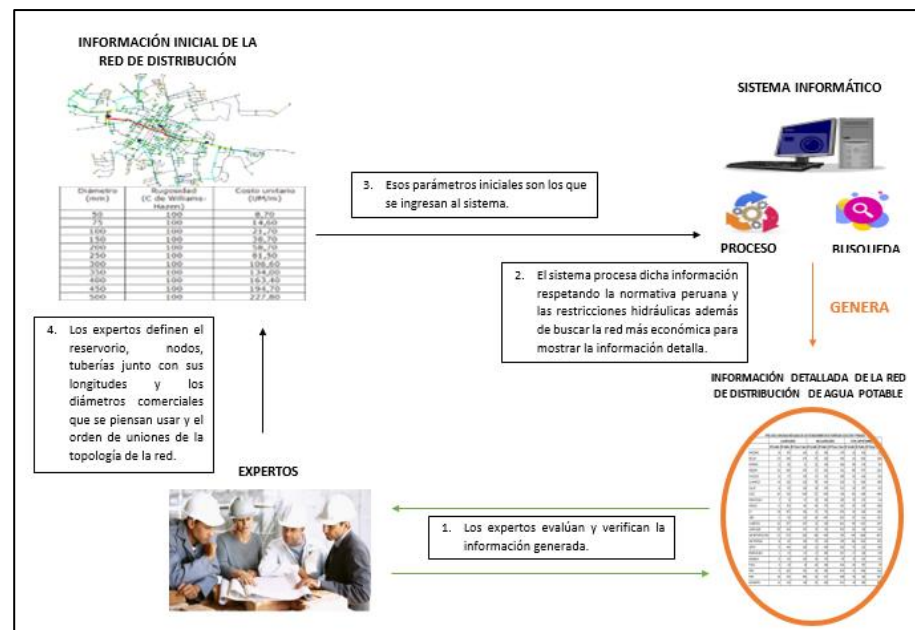 INFORMACIÓN INICIAL DE LA
RED DE DISTRIBUCIÓN
Diámetro
(mm)
Rugosidad
(C de Williams-
Hazen)
Costo unitario
(UM/m)
50 100 8,70
75 100 14,60
100 100 21,70
150 100 38,70
200 100 58,70
250 100 81,50
300 100 108,60
350 100 134,00
400 100 163,40
450 100 194,70
500 100 227,80
3. Esos parámetros iniciales son los que
se ingresan al sistema.
SISTEMA INFORMÁTICO
PROCESO
BUSQUEDA
2. El sistema procesa dicha información
respetando la normativa peruana y
las restricciones hidráulicas además
de buscar la red más económica para
mostrar la información detalla.
GENERA
4. Los expertos definen el
reservorio, nodos,
tuberías junto con sus
longitudes y los
diámetros comerciales
que se piensan usar y el
orden de uniones de la
topología de la red.
INFORMACIÓN DETALLADA DE LA RED
DE DISTRIBUCIÓN DE AGUA POTABLE
EXPERTOS
1. Los expertos evalúan y verifican la
información generada.